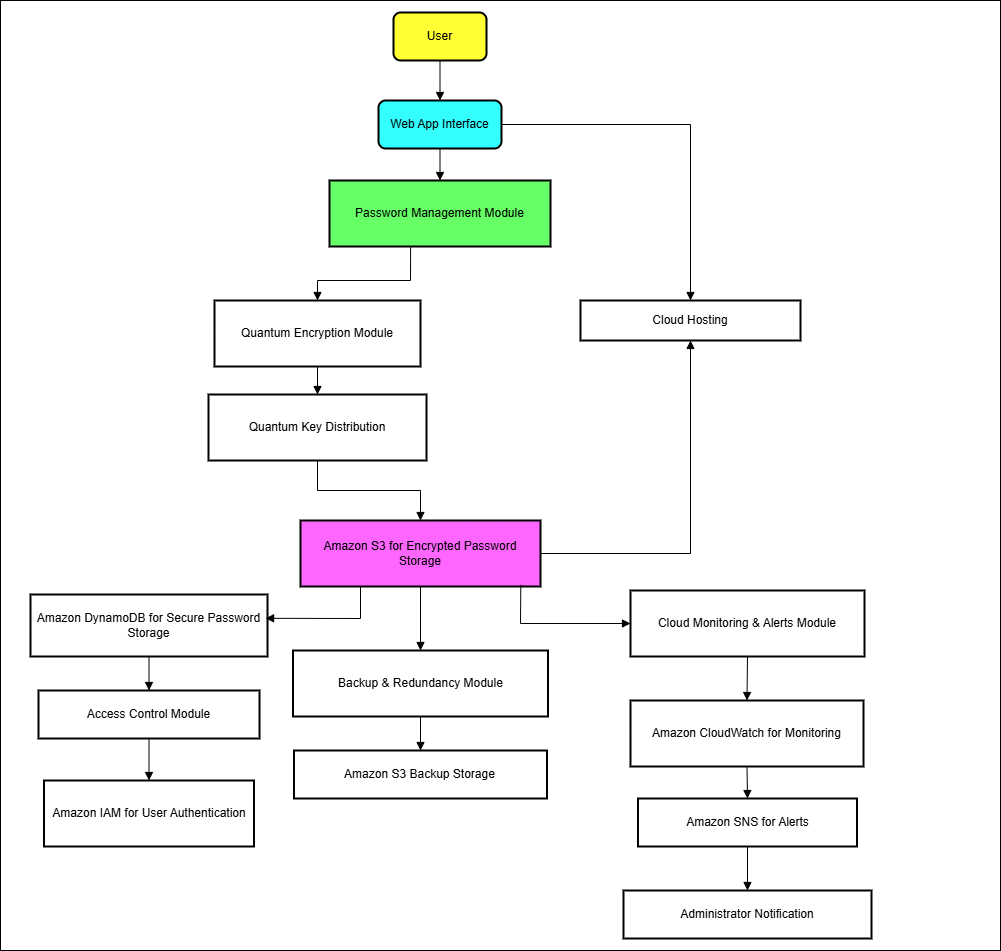 User
Web App Interface
Password Management Module
Quantum Encryption Module
Cloud Hosting
Quantum Key Distribution
Amazon S3 for Encrypted Password
Storage
Amazon DynamoDB for Secure Password
Storage
Cloud Monitoring & Alerts Module
Backup & Redundancy Module
Access Control Module
Amazon CloudWatch for Monitoring
Amazon S3 Backup Storage
Amazon IAM for User Authentication
Amazon SNS for Alerts
Administrator Notification